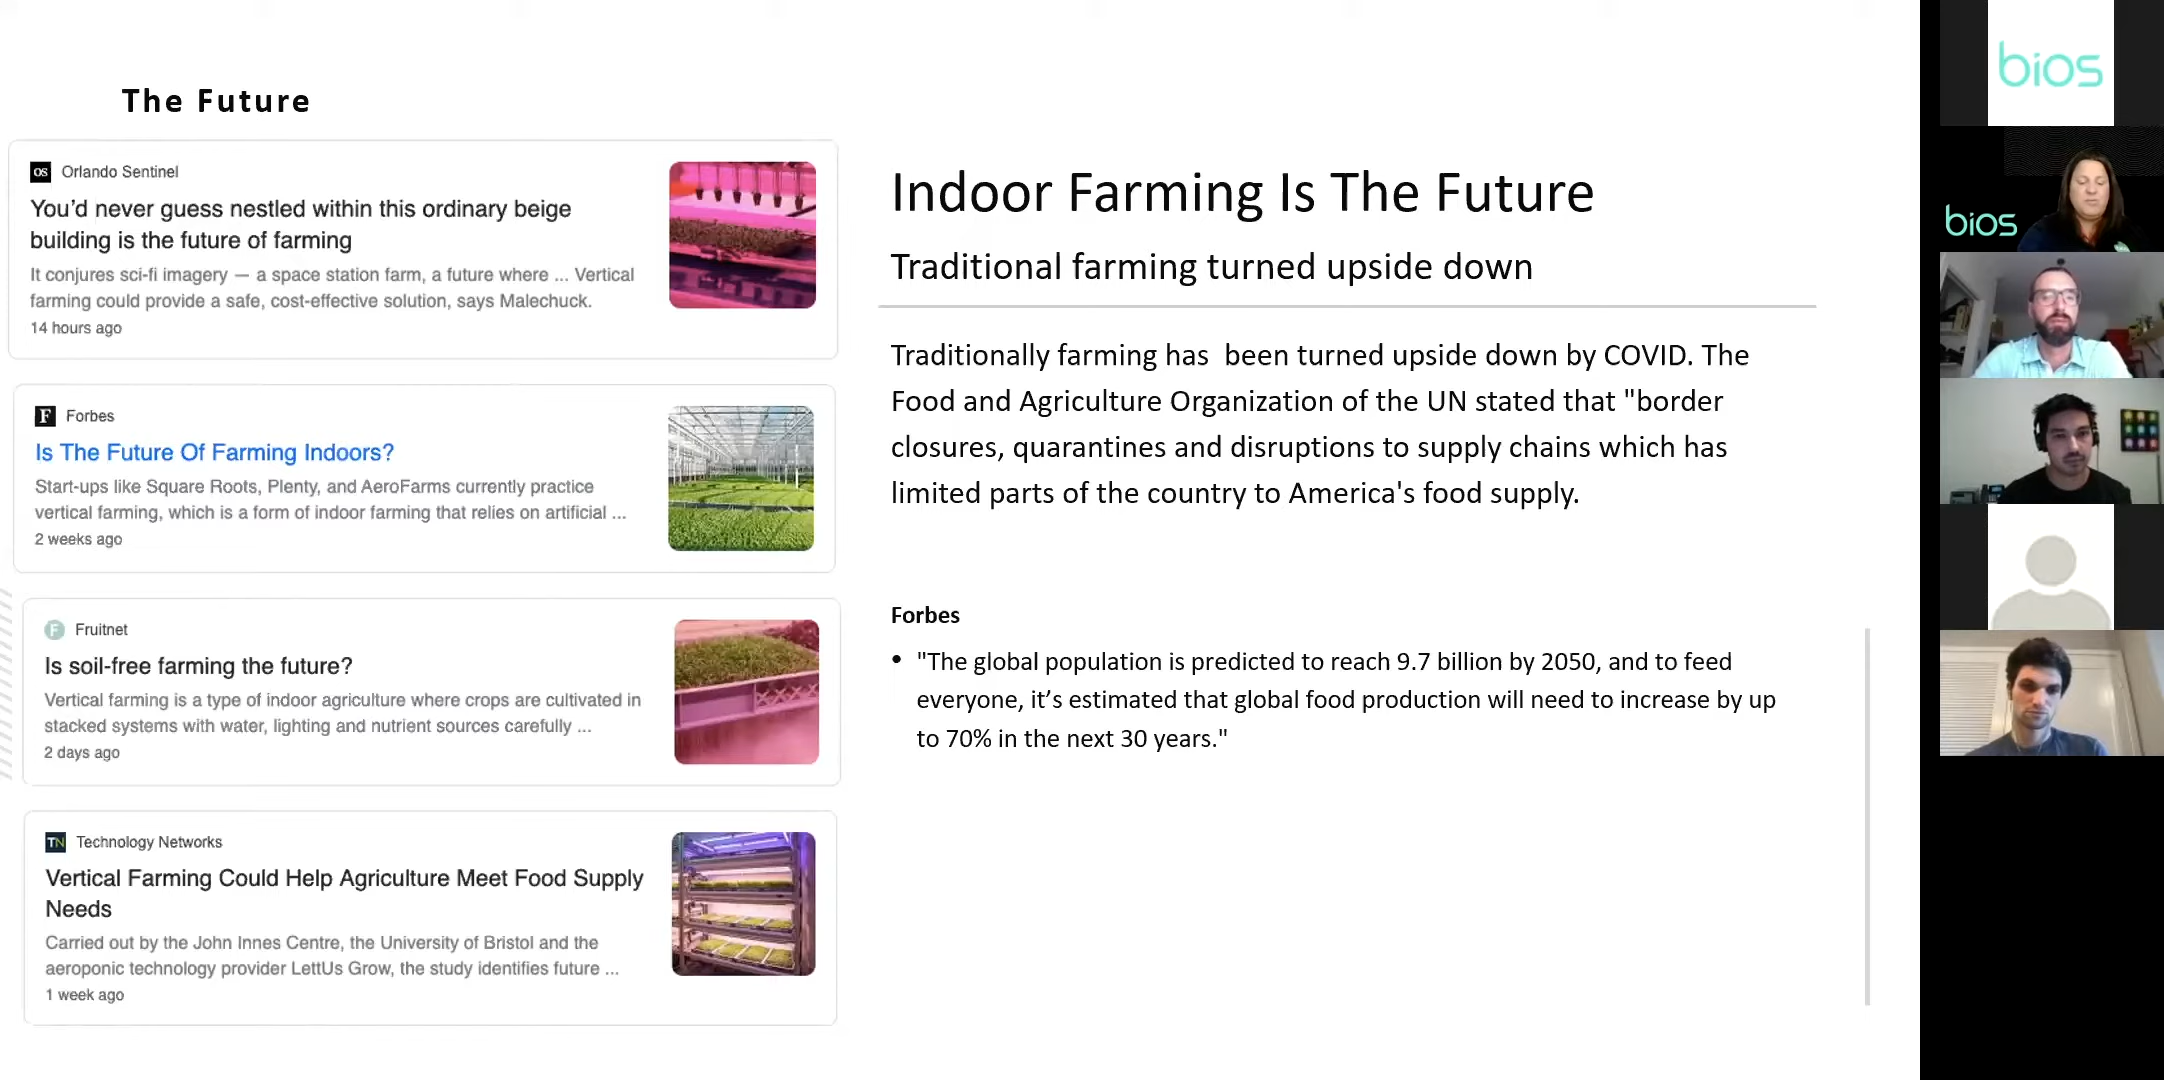 The Future
OS Orlando Sentinel
You’d never guess nestled within this ordinary beige
building is the future of farming
It conjures sci-fi imagery — a space station farm, a future where ... Vertical
farming could provide a safe, cost-effective solution, says Malechuck.
14 hours ago
F Forbes
Is The Future Of Farming Indoors?
Start-ups like Square Roots, Plenty, and AeroFarms currently practice
vertical farming, which is a form of indoor farming that relies on artificial ...
2 weeks ago
F Fruitnet
Is soil-free farming the future?
Vertical farming is a type of indoor agriculture where crops are cultivated in
stacked systems with water, lighting and nutrient sources carefully ...
2 days ago
TN Technology Networks
Vertical Farming Could Help Agriculture Meet Food Supply
Needs
Carried out by the John Innes Centre, the University of Bristol and the
aeroponic technology provider LettUs Grow, the study identifies future ...
1 week ago
Indoor Farming Is The Future
Traditional farming turned upside down
Traditionally farming has  been turned upside down by COVID. The
Food and Agriculture Organization of the UN stated that "border
closures, quarantines and disruptions to supply chains which has
limited parts of the country to America's food supply.
Forbes
• "The global population is predicted to reach 9.7 billion by 2050, and to feed
everyone, it’s estimated that global food production will need to increase by up
to 70% in the next 30 years."
bios
bios